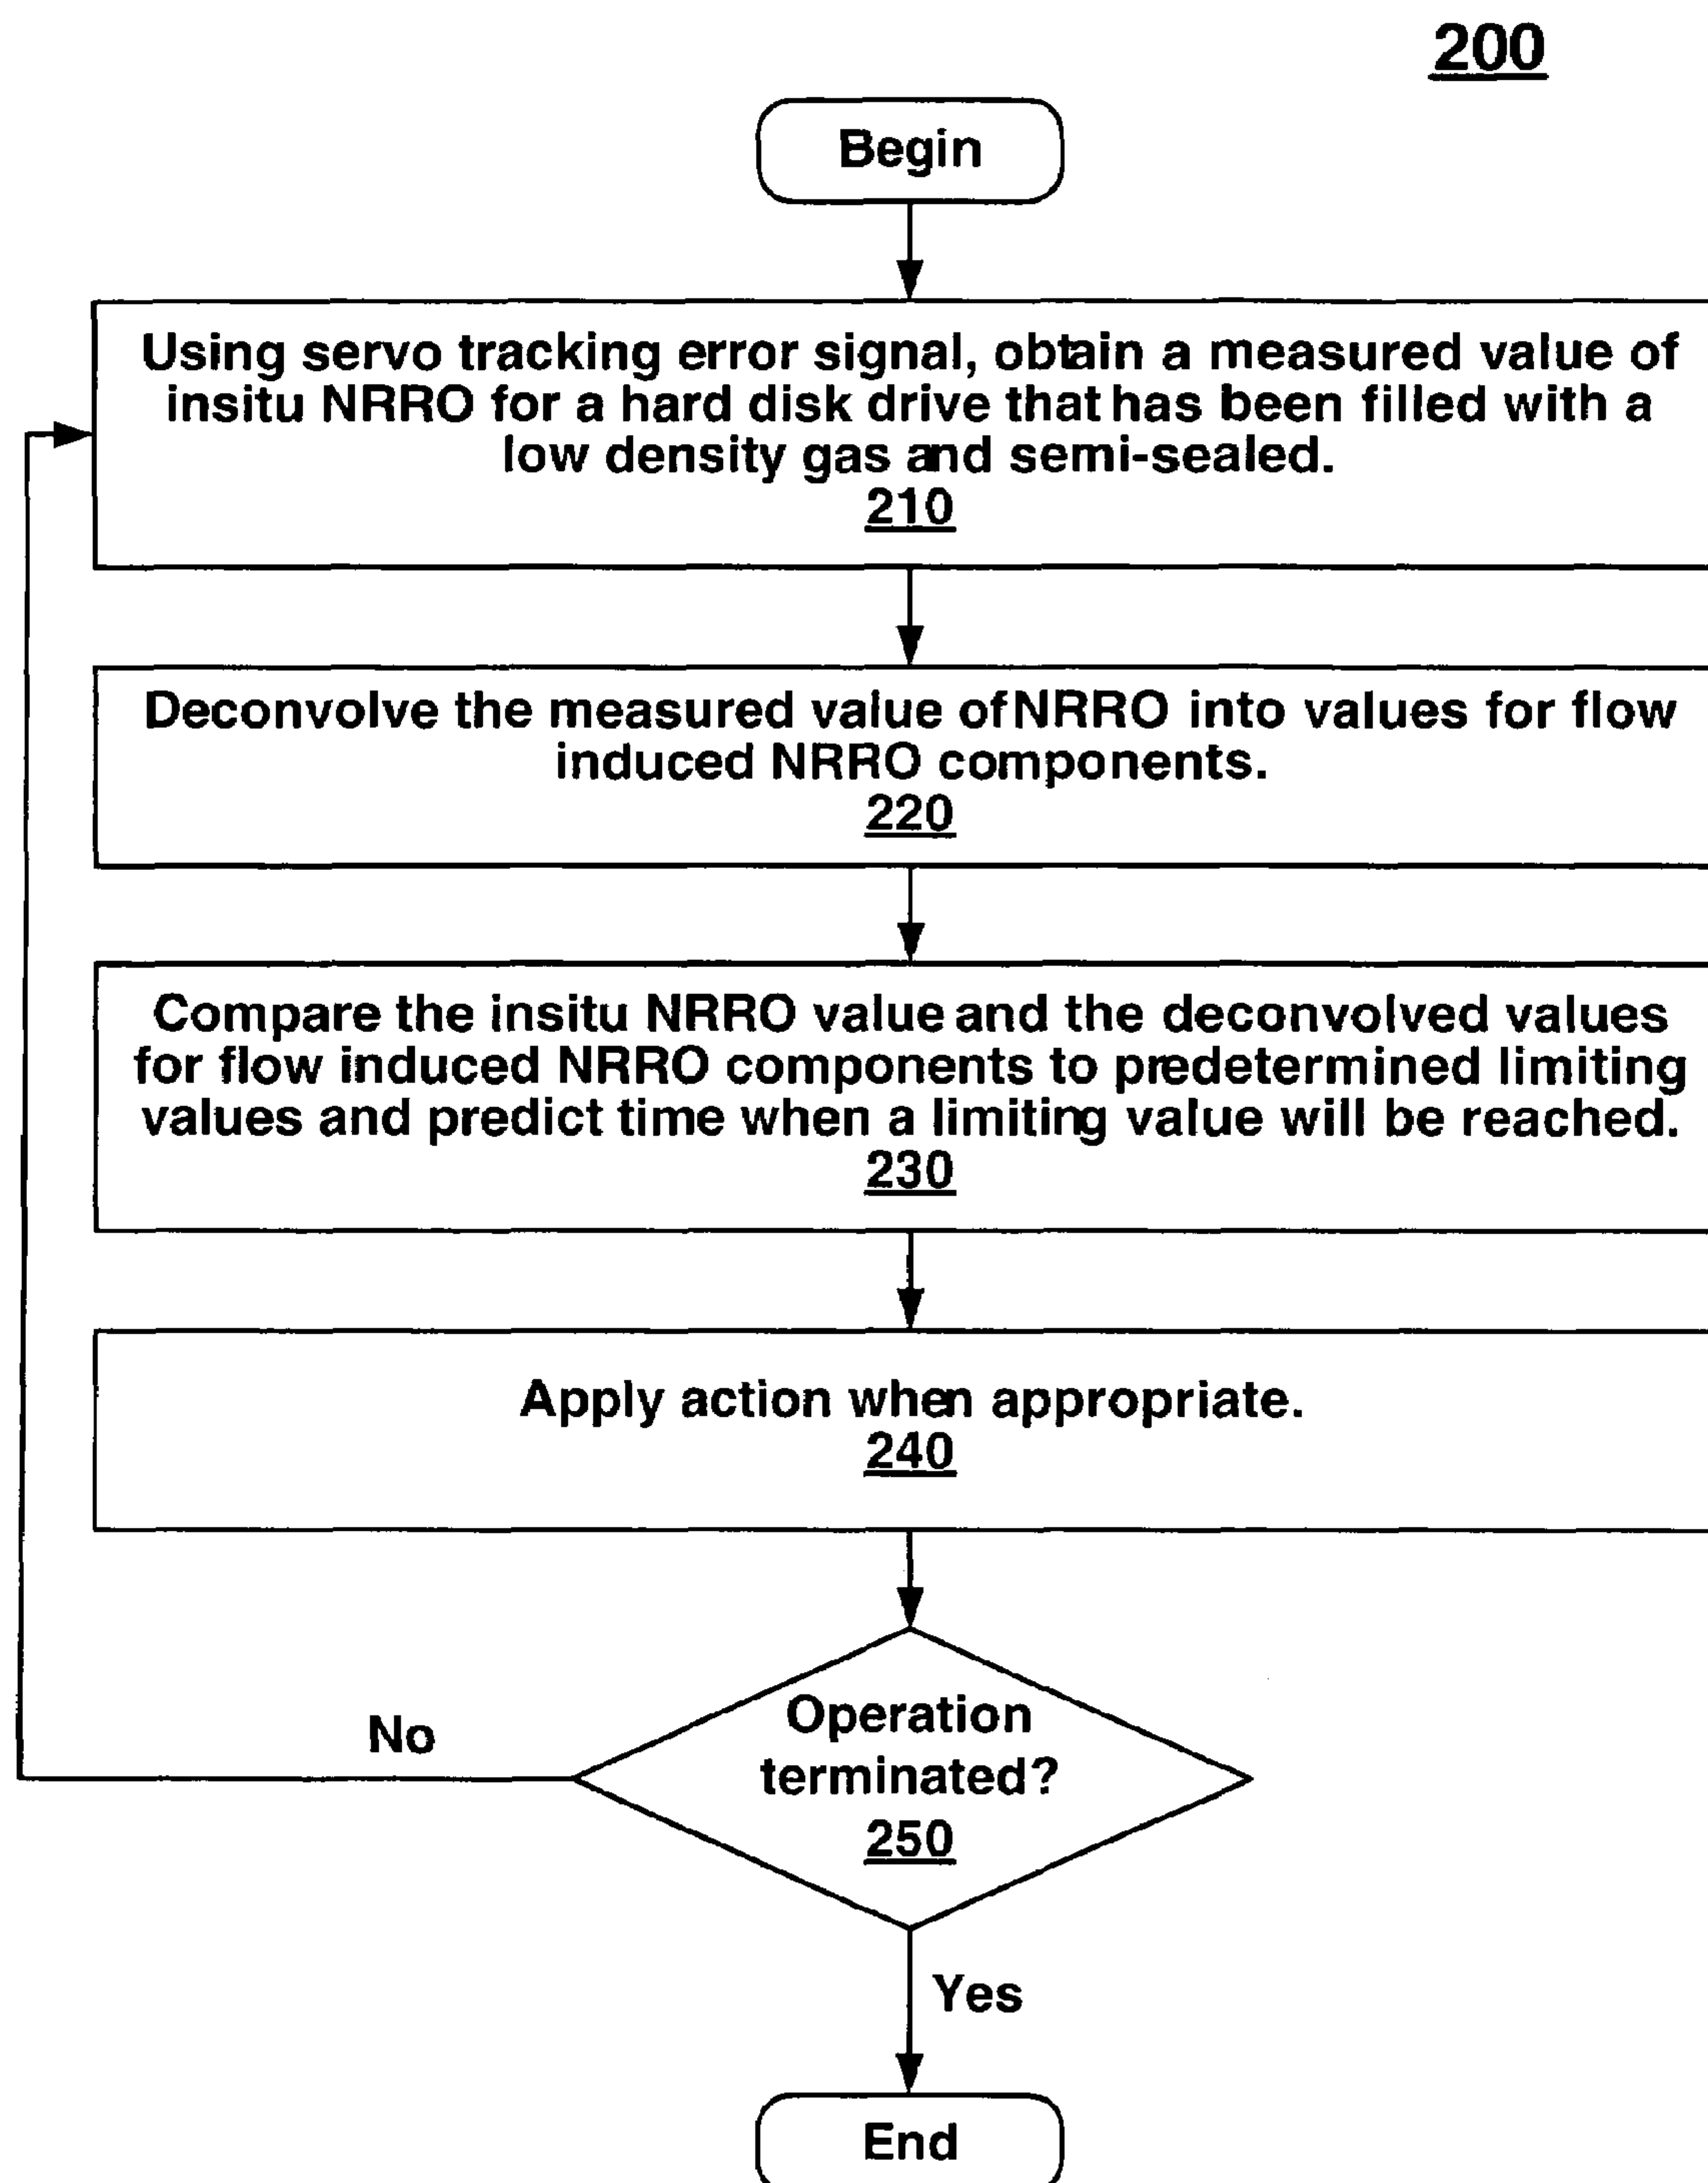 200
Begin
Using servo tracking error signal, obtain a measured value of
insitu NRRO for a hard disk drive that has been filled with a
low density gas and semi-sealed.
210
Deconvolve the measured value of NRRO into values for flow
induced NRRO components.
220
Compare the insitu NRRO value and the deconvolved values
for flow induced NRRO components to predetermined limiting
values and predict time when a limiting value will be reached.
230
Apply action when appropriate.
240
Operation
terminated?
250
No
Yes
End